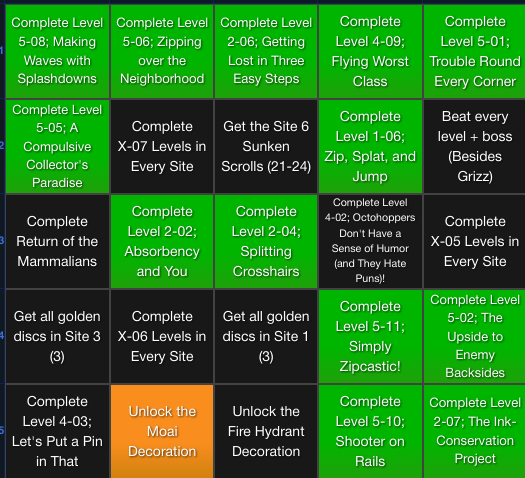 Complete Level
5-08; Making
Waves with
Splashdowns
Complete Level
5-06; Zipping
over the
Neighborhood
Complete Level
2-06; Getting
Lost in Three
Easy Steps
Complete
Level 4-09;
Flying Worst
Class
Complete
Level 5-01;
Trouble Round
Every Corner
Complete Level
5-05; A
Compulsive
Collector's
Paradise
Complete
X-07 Levels in
Every Site
Get the Site 6
Sunken
Scrolls (21-24)
Complete
Level 1-06;
Zip, Splat, and
Jump
Beat every
level + boss
(Besides
Grizz)
Complete
Return of the
Mammalians
Complete
Level 2-02;
Absorbency
and You
Complete
Level 2-04;
Splitting
Crosshairs
Complete Level
4-02; Octohoppers
Don't Have a
Sense of Humor
(and They Hate
Puns)!
Complete
X-05 Levels in
Every Site
Get all golden
discs in Site 3
(3)
Complete
X-06 Levels in
Every Site
Get all golden
discs in Site 1
(3)
Complete
Level 5-11;
Simply
Zipcastic!
Complete Level
5-02; The
Upside to
Enemy
Backsides
Complete
Level 4-03;
Let's Put a Pin
in That
Unlock the
Moai
Decoration
Unlock the
Fire Hydrant
Decoration
Complete
Level 5-10;
Shooter on
Rails
Complete Level
2-07; The Ink-
Conservation
Project